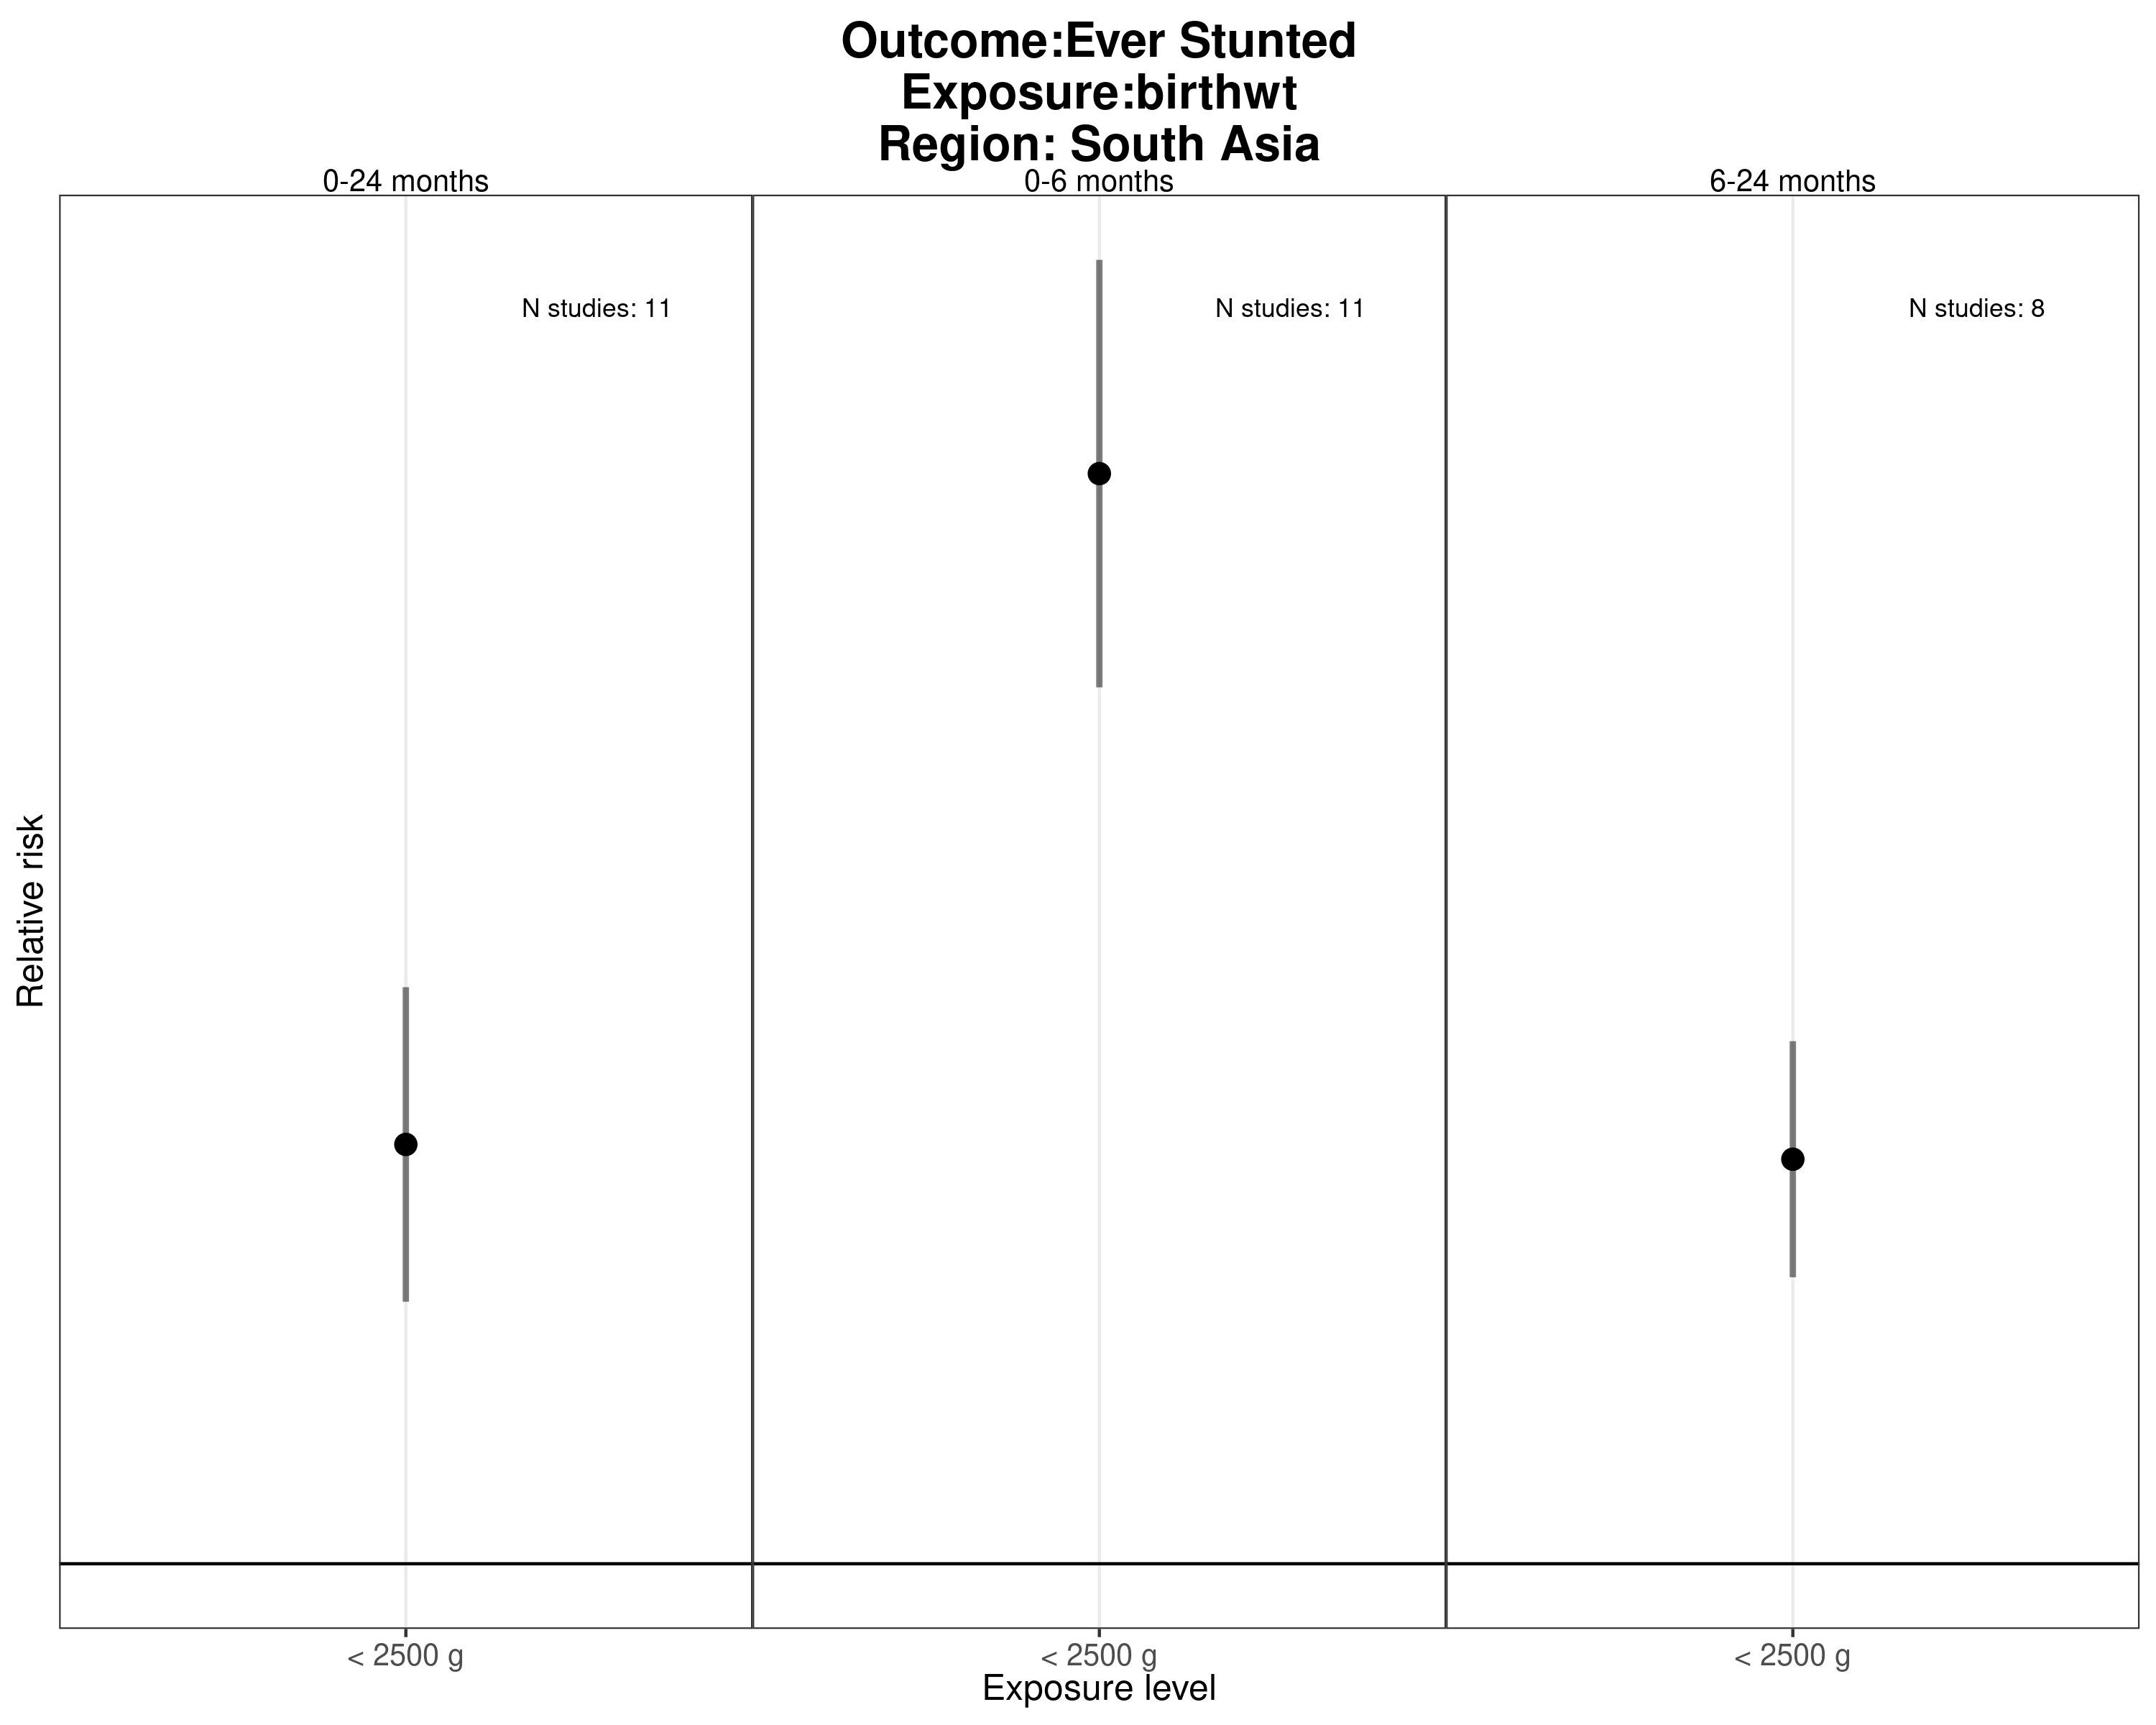 Outcome:Ever Stunted
Exposure:birthwt
Region: South Asia
0-24 months
0-6 months
6-24 months
N studies: 11
N studies: 11
N studies: 8
Relative risk
< 2500 g
< 2500 g
< 2500 g
Exposure level